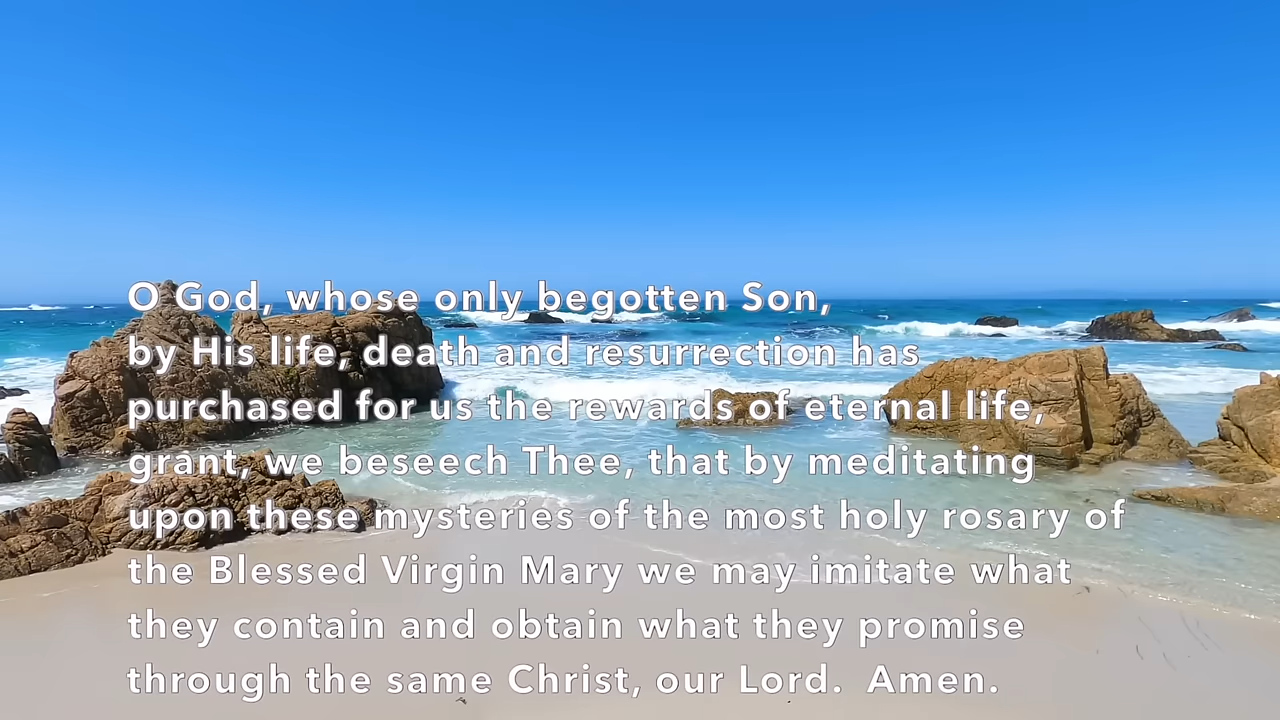 O God, whose only begotten Son,
by His life, death and resurrection has
purchased for us the rewards of eternal life,
grant, we beseech Thee, that by meditating
upon these mysteries of the most holy rosary of
the Blessed Virgin Mary we may imitate what
they contain and obtain what they promise
through the same Christ, our Lord.  Amen.